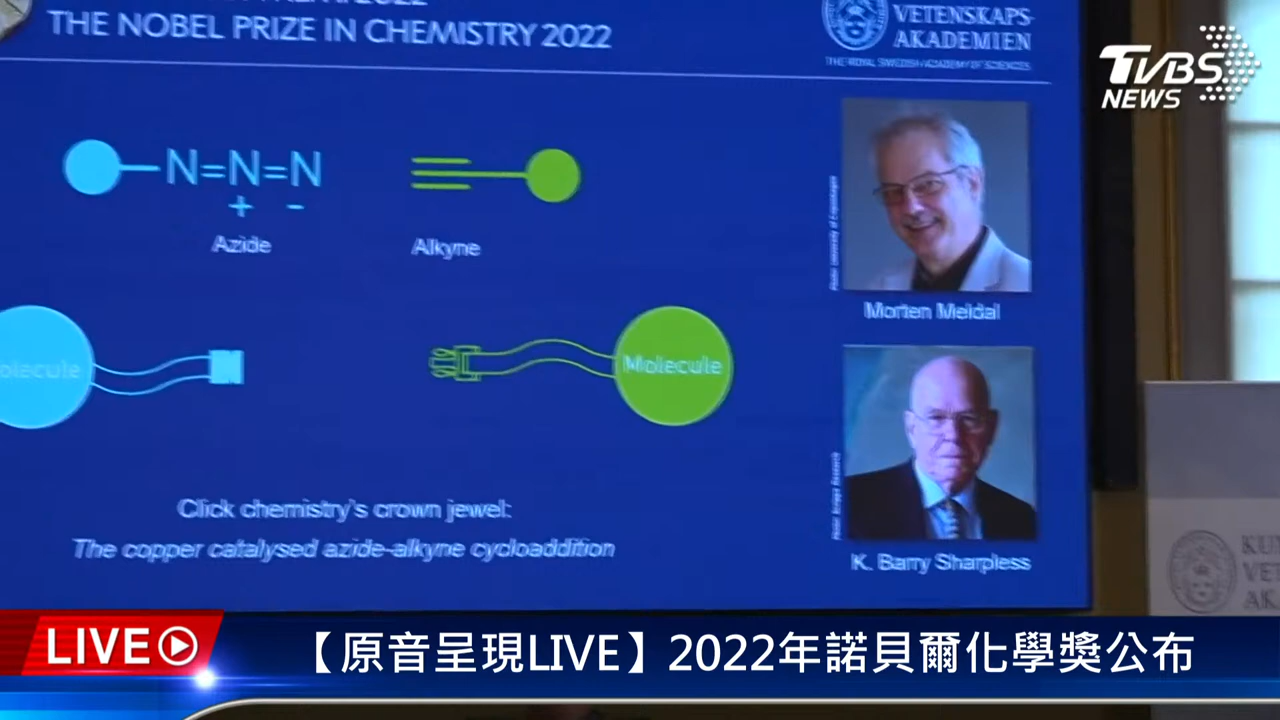 THE NOBEL PRIZE IN CHEMISTRY 2022
VETENSKAPS-
AKADEMIEN
THE ROYAL SWEDISH ACADEMY OF SCIENCES
TVBS
NEWS
N=N=N
+ -
Azide
Alkyne
Morten Meldal
Molecule
Click chemistry's crown jewel:
The copper catalysed azide-alkyne cycloaddition
K. Barry Sharpless
LIVE
【原音呈現LIVE】2022年諾貝爾化學獎公布